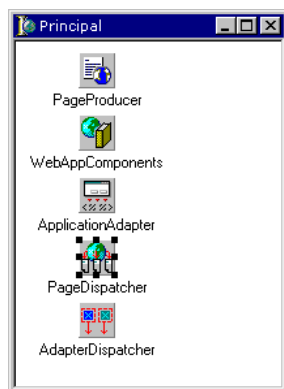 Principal
PageProducer
WebAppComponents
ApplicationAdapter
<%?%>
PageDispatcher
AdapterDispatcher